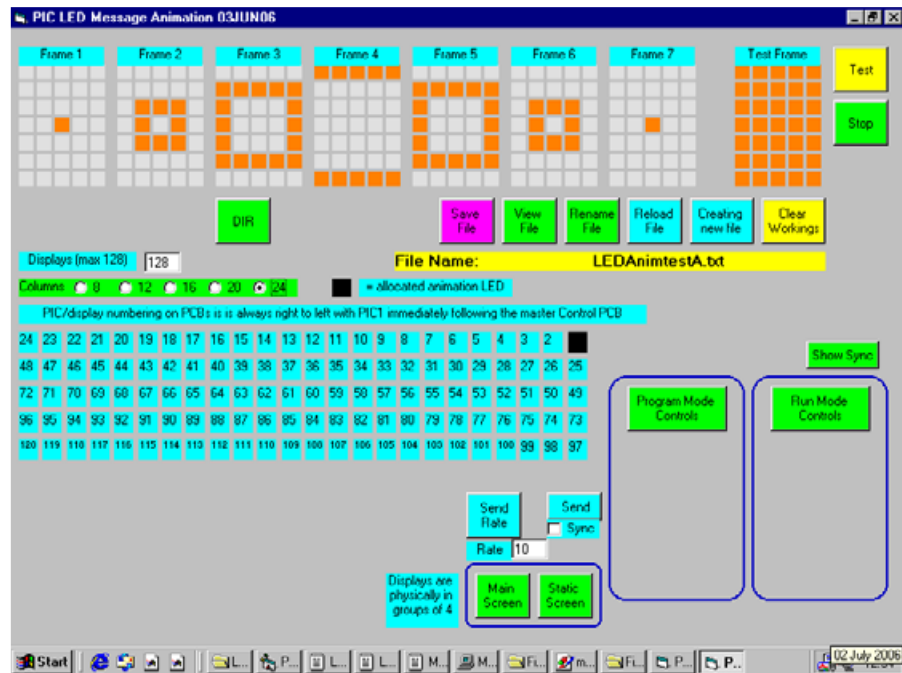 PIC LED Message Animation 03JUN06
Frame 1 Frame 2 Frame 3 Frame 4 Frame 5 Frame 6 Frame 7 Test Frame
Test
Stop
DIR
Save File
View File
Rename File
Reload File
Creating new file
Clear Workings
Displays (max 128) 128
File Name: LEDAnimtestA.txt
Columns 8 12 16 20 24
= allocated animation LED
PIC/display numbering on PCBs is is always right to left with PIC1 immediately following the master Control PCB
24 23 22 21 20 19 18 17 16 15 14 13 12 11 10 9 8 7 6 5 4 3 2
48 47 46 45 44 43 42 41 40 39 38 37 36 35 34 33 32 31 30 29 28 27 26 25
72 71 70 69 68 67 66 65 64 63 62 61 60 59 58 57 56 55 54 53 52 51 50 49
96 95 94 93 92 91 90 89 88 87 86 85 84 83 82 81 80 79 78 77 76 75 74 73
120 119 118 117 116 115 114 113 112 111 110 109 108 107 106 105 104 103 102 101 100 99 98 97
Show Sync
Program Mode Controls
Run Mode Controls
Send Rate
Send
Sync
Rate 10
Displays are physically in groups of 4
Main Screen
Static Screen
Start L... P... L... L... M... M... Fi... m... Fi... P... P..
02 July 2006